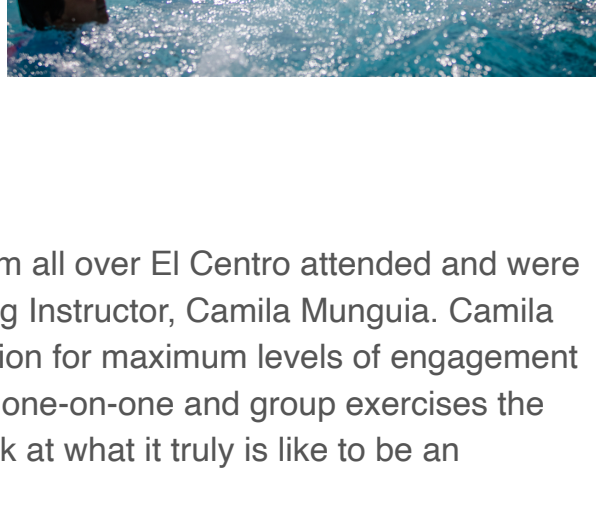 m all over El Centro attended and were
g Instructor, Camila Munguia. Camila
ion for maximum levels of engagement
one-on-one and group exercises the
k at what it truly is like to be an